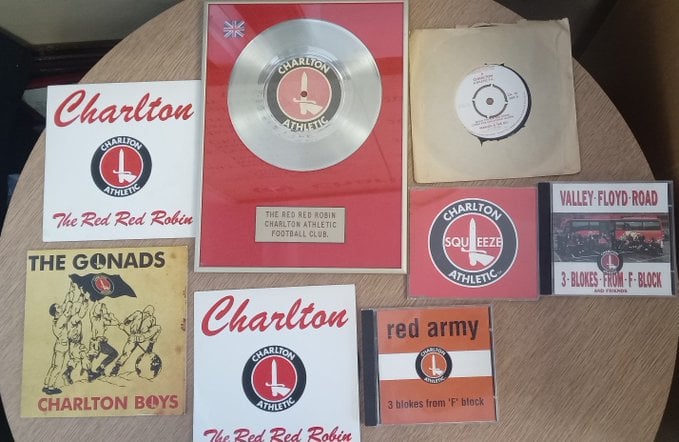 Charlton
CHARLTON
ATHLETIC
The Red Red Robin
CHARLTON
ATHLETIC
THE RED RED ROBIN
CHARLTON ATHLETIC
FOOTBALL CLUB.
CHARLTON
SQUEEZE
ATHLETIC
VALLEY·FLOYD·ROAD
3·BLOKES·FROM·F·BLOCK
AND FRIENDS
THE GONADS
CHARLTON BOYS
Charlton
CHARLTON
ATHLETIC
The Red Red Robin
red army
3 blokes from 'F' block